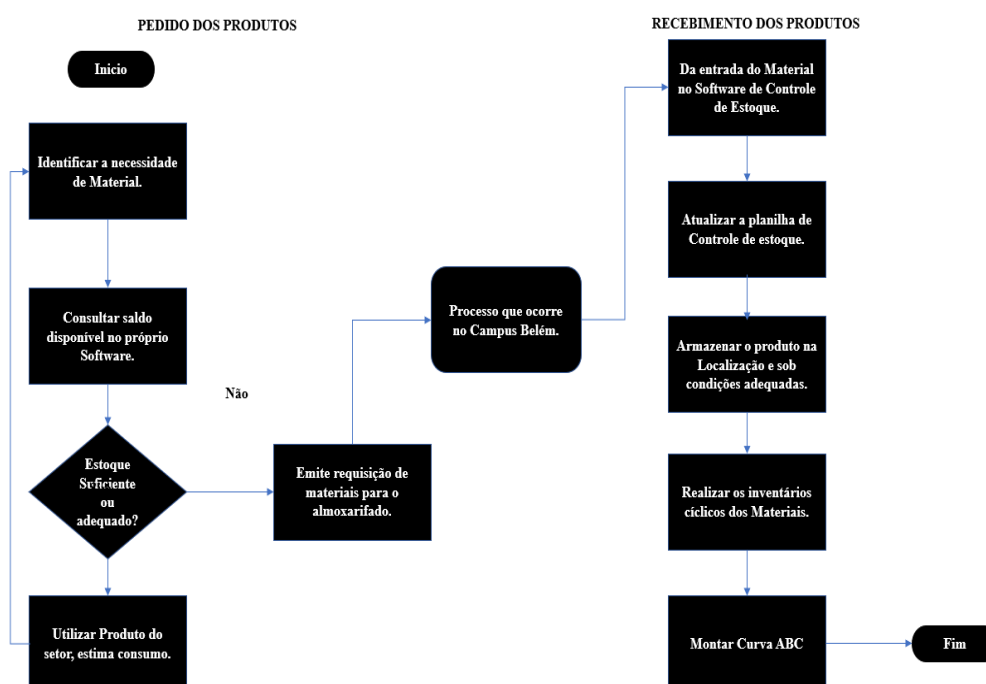 PEDIDO DOS PRODUTOS
Inicio
Identificar a necessidade
de Material.
Consultar saldo
disponível no próprio
Software.
Não
Estoque
Suficiente
ou
adequado?
Emite requisição de
materiais para o
almoxarifado.
Utilizar Produto do
setor, estima consumo.
Processo que ocorre
no Campus Belém.
RECEBIMENTO DOS PRODUTOS
Da entrada do Material
no Software de Controle
de Estoque.
Atualizar a planilha de
Controle de estoque.
Armazenar o produto na
Localização e sob
condições adequadas.
Realizar os inventários
cíclicos dos Materiais.
Montar Curva ABC
Fim